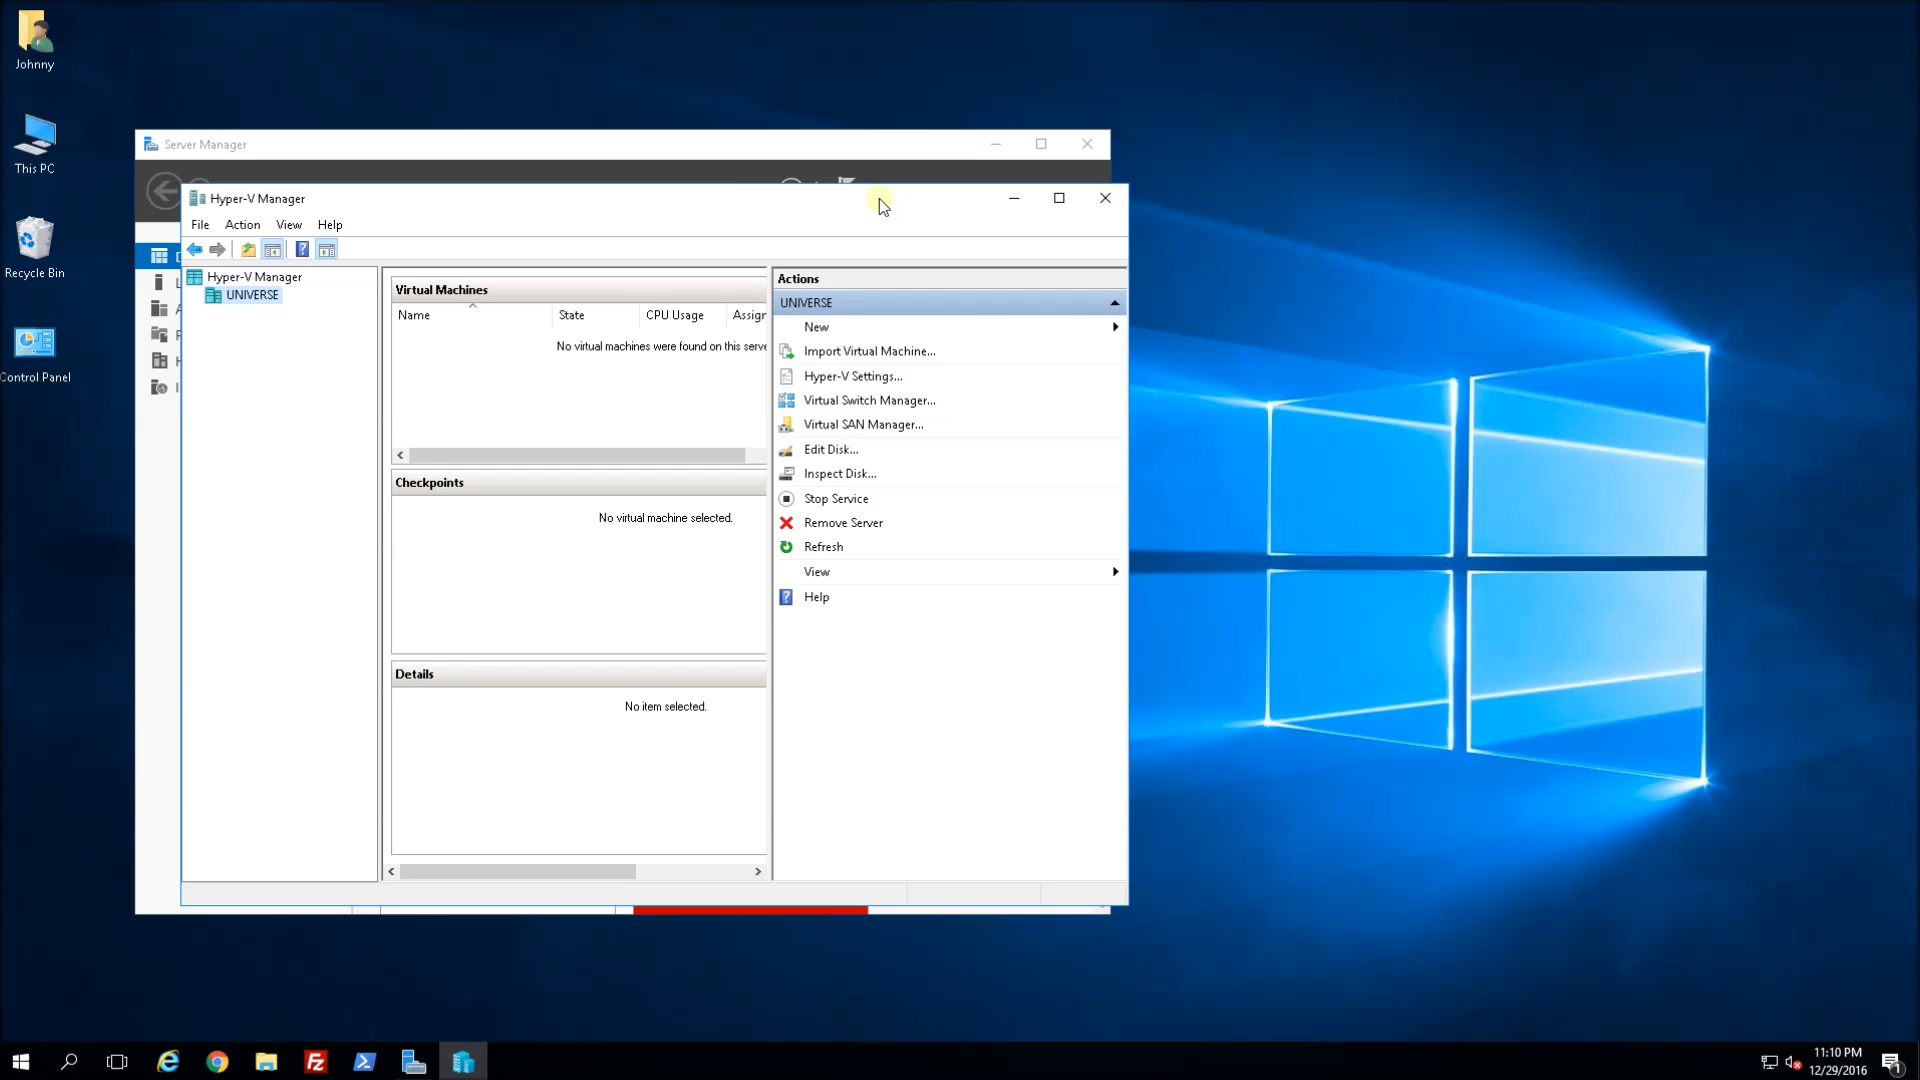 Johnny
This PC
Recycle Bin
Control Panel
Server Manager
Hyper-V Manager
File Action View Help
Hyper-V Manager
UNIVERSE
Virtual Machines
Name State CPU Usage
No virtual machines were found on this
Checkpoints
No virtual machine selected.
Details
No item selected.
Actions
UNIVERSE
New
Import Virtual Machine...
Hyper-V Settings...
Virtual Switch Manager...
Virtual SAN Manager...
Edit Disk...
Inspect Disk...
Stop Service
Remove Server
Refresh
View
Help
11:10 PM
12/29/2016
1